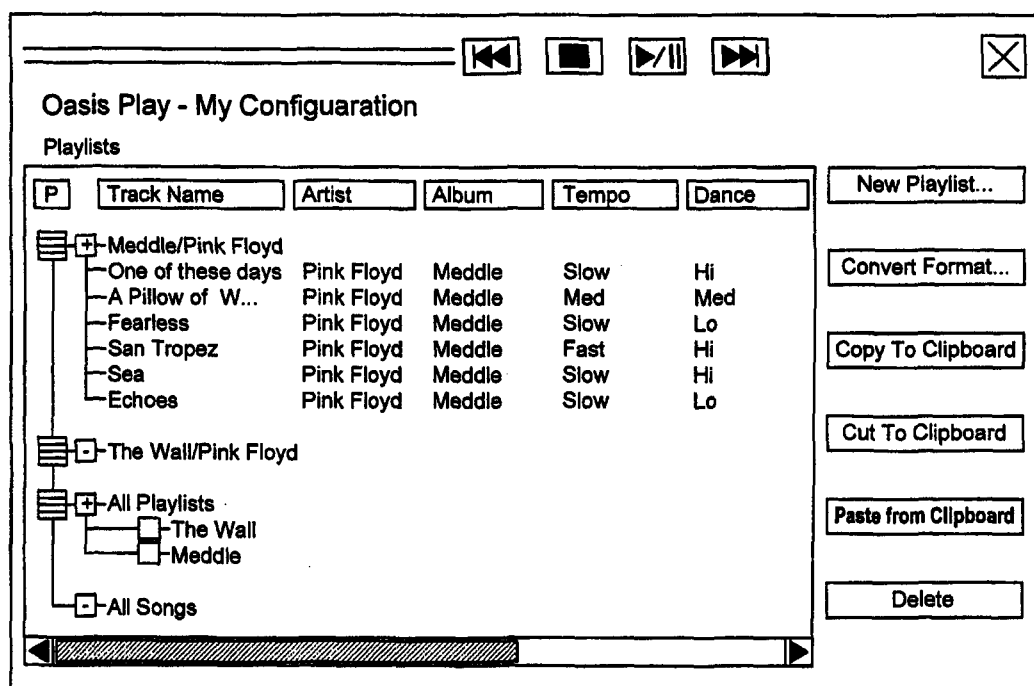 Oasis Play - My Configuaration
Playlists
P Track Name Artist Album Tempo Dance
+ Meddle/Pink Floyd
One of these days Pink Floyd Meddle Slow Hi
A Pillow of W... Pink Floyd Meddle Med Med
Fearless Pink Floyd Meddle Slow Lo
San Tropez Pink Floyd Meddle Fast Hi
Sea Pink Floyd Meddle Slow Hi
Echoes Pink Floyd Meddle Slow Lo
- The Wall/Pink Floyd
+ All Playlists
The Wall
Meddle
- All Songs
New Playlist...
Convert Format...
Copy To Clipboard
Cut To Clipboard
Paste from Clipboard
Delete